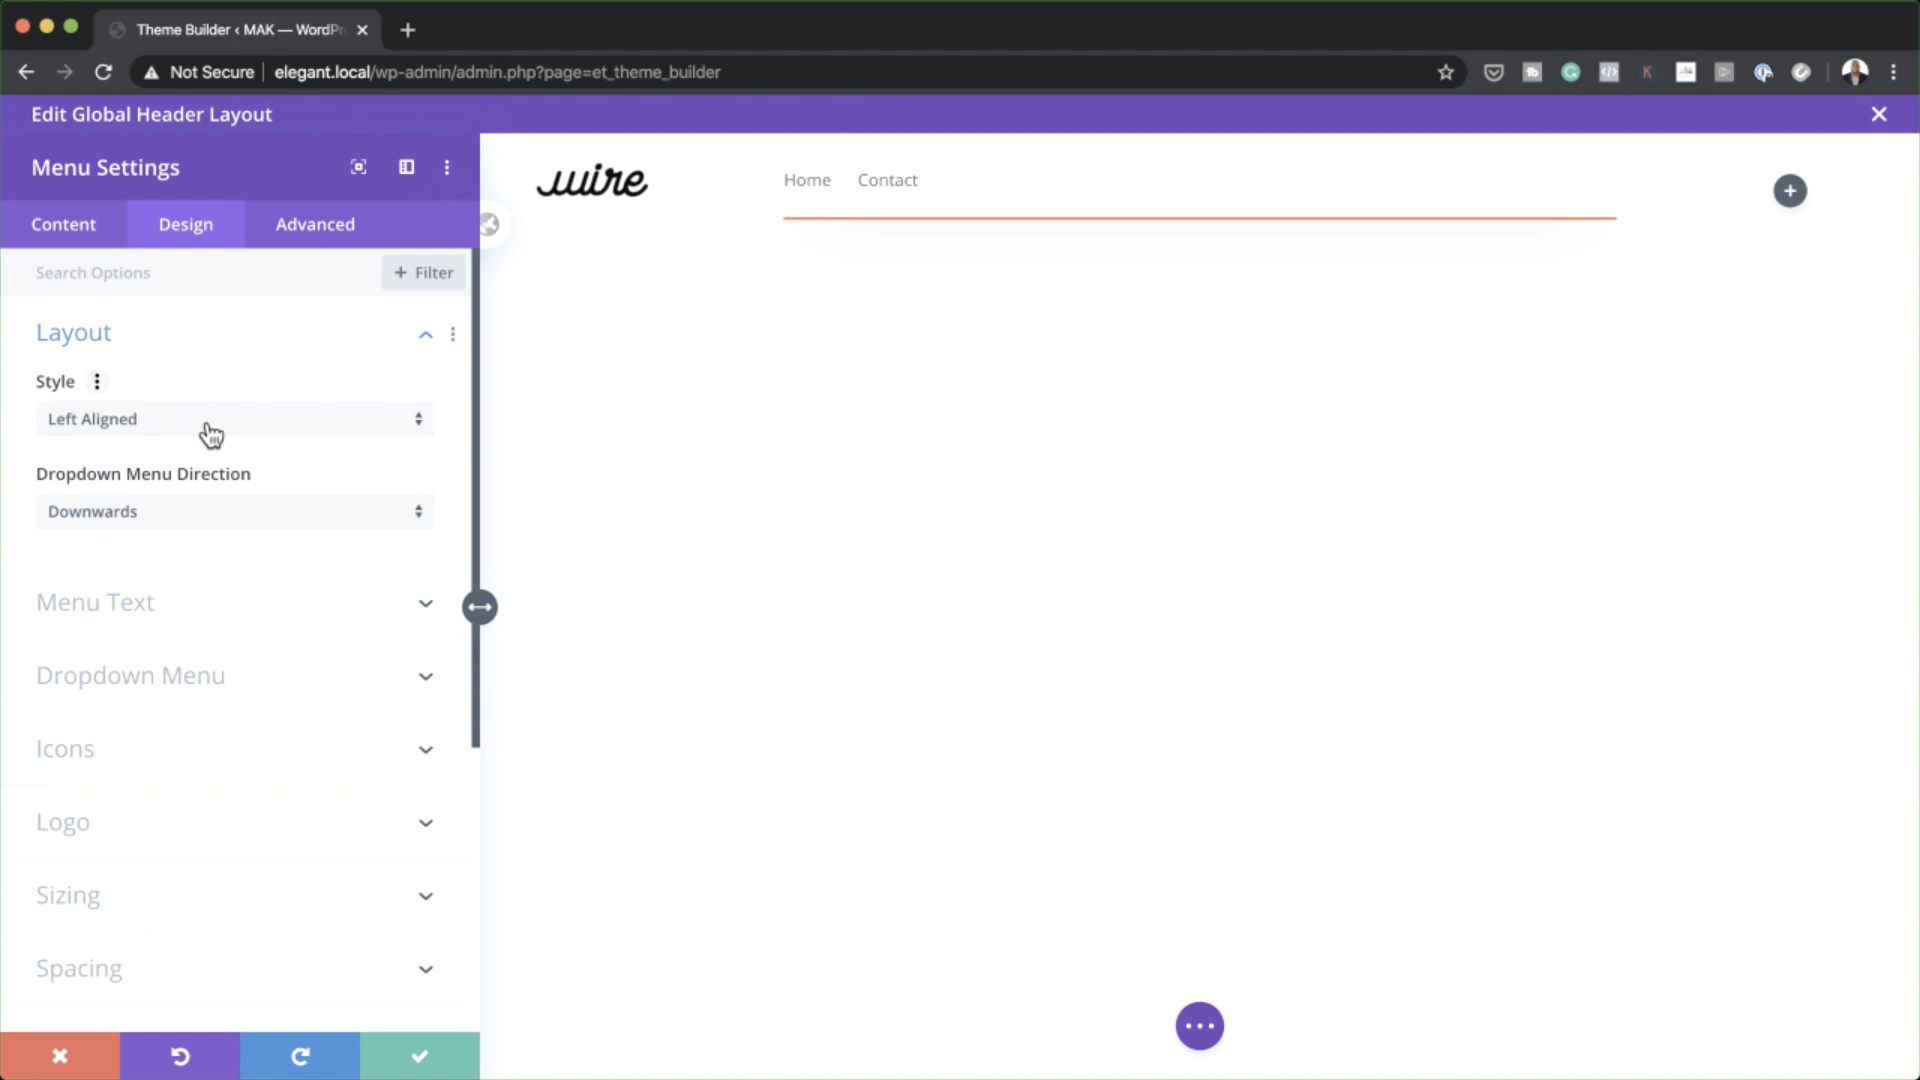 Theme Builder ‹ MAK — WordPr
Not Secure
elegant.local/wp-admin/admin.php?page=et_theme_builder
Edit Global Header Layout
Menu Settings
Content
Design
Advanced
Search Options
+ Filter
Layout
Style
Left Aligned
Dropdown Menu Direction
Downwards
Menu Text
Dropdown Menu
Icons
Logo
Sizing
Spacing
wire
Home
Contact